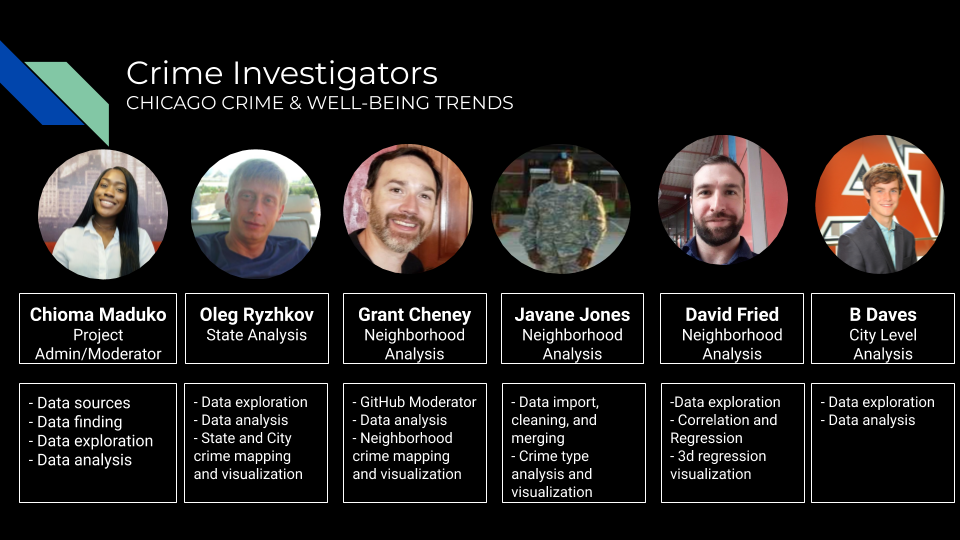 Crime Investigators
CHICAGO CRIME & WELL-BEING TRENDS
Chioma Maduko
Project
Admin/Moderator
Oleg Ryzhkov
State Analysis
Grant Cheney
Neighborhood
Analysis
Javane Jones
Neighborhood
Analysis
David Fried
Neighborhood
Analysis
B Daves
City Level
Analysis
- Data sources
- Data finding
- Data exploration
- Data analysis
- Data exploration
- Data analysis
- State and City
crime mapping
and visualization
- GitHub Moderator
- Data analysis
- Neighborhood
crime mapping
and visualization
- Data import,
cleaning, and
merging
- Crime type
analysis and
visualization
-Data exploration
- Correlation and
Regression
- 3d regression
visualization
- Data exploration
- Data analysis